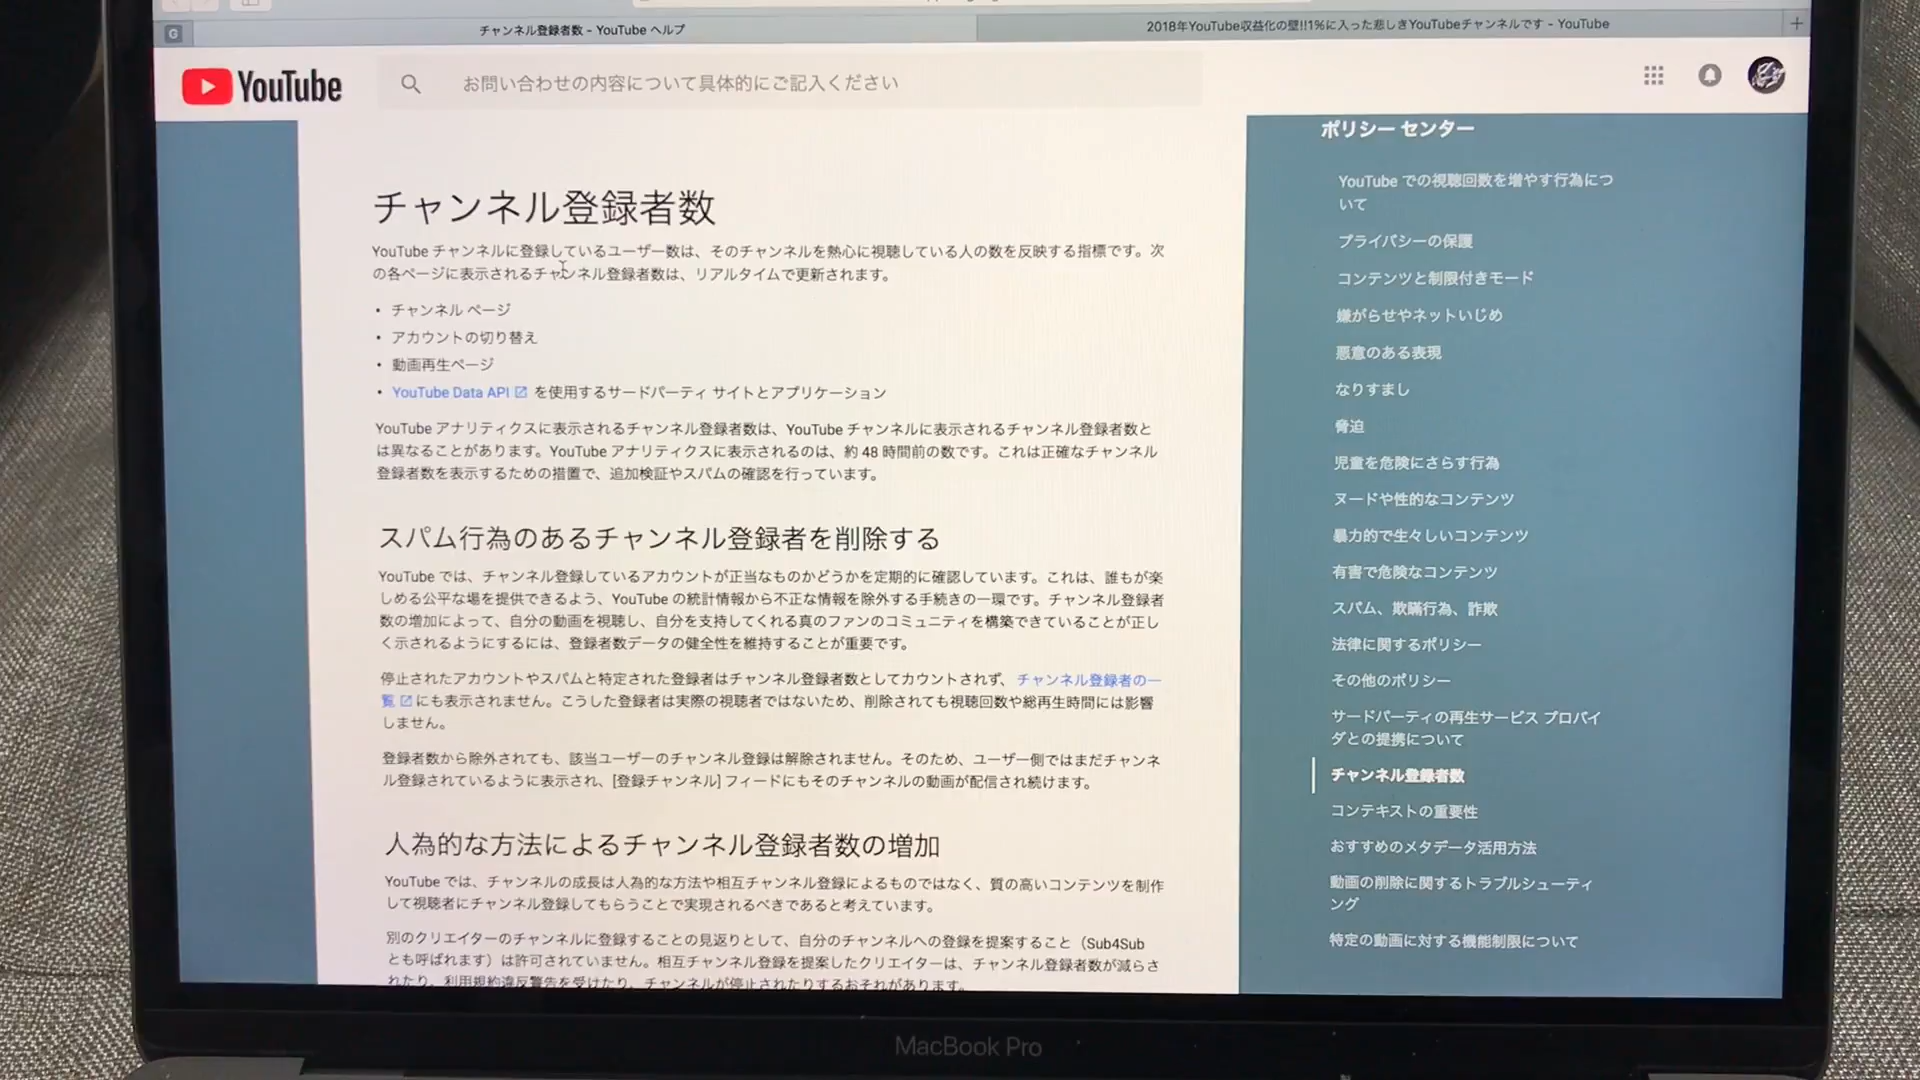 G
チャンネル登録者数 - YouTube ヘルプ
2018年YouTube収益化の壁!!1%に入った悲しきYouTubeチャンネルです - YouTube
YouTube
お問い合わせの内容について具体的にご記入ください
チャンネル登録者数
YouTube チャンネルに登録しているユーザー数は、そのチャンネルを熱心に視聴している人の数を反映する指標です。次
の各ページに表示されるチャンネル登録者数は、リアルタイムで更新されます。
• チャンネル ページ
• アカウントの切り替え
• 動画再生ページ
• YouTube Data API を使用するサードパーティ サイトとアプリケーション
YouTube アナリティクスに表示されるチャンネル登録者数は、YouTube チャンネルに表示されるチャンネル登録者数と
は異なることがあります。YouTube アナリティクスに表示されるのは、約 48 時間前の数です。これは正確なチャンネル
登録者数を表示するための措置で、追加検証やスパムの確認を行っています。
スパム行為のあるチャンネル登録者を削除する
YouTube では、チャンネル登録しているアカウントが正当なものかどうかを定期的に確認しています。これは、誰もが楽
しめる公平な場を提供できるよう、YouTube の統計情報から不正な情報を除外する手続きの一環です。チャンネル登録者
数の増加によって、自分の動画を視聴し、自分を支持してくれる真のファンのコミュニティを構築できていることが正し
く示されるようにするには、登録者数データの健全性を維持することが重要です。
停止されたアカウントやスパムと特定された登録者はチャンネル登録者数としてカウントされず、チャンネル登録者の一
覧 にも表示されません。こうした登録者は実際の視聴者ではないため、削除されても視聴回数や総再生時間には影響
しません。
登録者数から除外されても、該当ユーザーのチャンネル登録は解除されません。そのため、ユーザー側ではまだチャンネ
ル登録されているように表示され、[登録チャンネル] フィードにもそのチャンネルの動画が配信され続けます。
人為的な方法によるチャンネル登録者数の増加
YouTube では、チャンネルの成長は人為的な方法や相互チャンネル登録によるものではなく、質の高いコンテンツを制作
して視聴者にチャンネル登録してもらうことで実現されるべきであると考えています。
別のクリエイターのチャンネルに登録することの見返りとして、自分のチャンネルへの登録を提案すること（Sub4Sub
とも呼ばれます）は許可されていません。相互チャンネル登録を提案したクリエイターは、チャンネル登録者数が減らさ
れたり、利用規約違反警告を受けたり、チャンネルが停止されたりするおそれがあります。
ポリシー センター
YouTube での視聴回数を増やす行為につ
いて
プライバシーの保護
コンテンツと制限付きモード
嫌がらせやネットいじめ
悪意のある表現
なりすまし
脅迫
児童を危険にさらす行為
ヌードや性的なコンテンツ
暴力的で生々しいコンテンツ
有害で危険なコンテンツ
スパム、欺瞞行為、詐欺
法律に関するポリシー
その他のポリシー
サードパーティの再生サービス プロバイ
ダとの提携について
チャンネル登録者数
コンテキストの重要性
おすすめのメタデータ活用方法
動画の削除に関するトラブルシューティ
ング
特定の動画に対する機能制限について
MacBook Pro